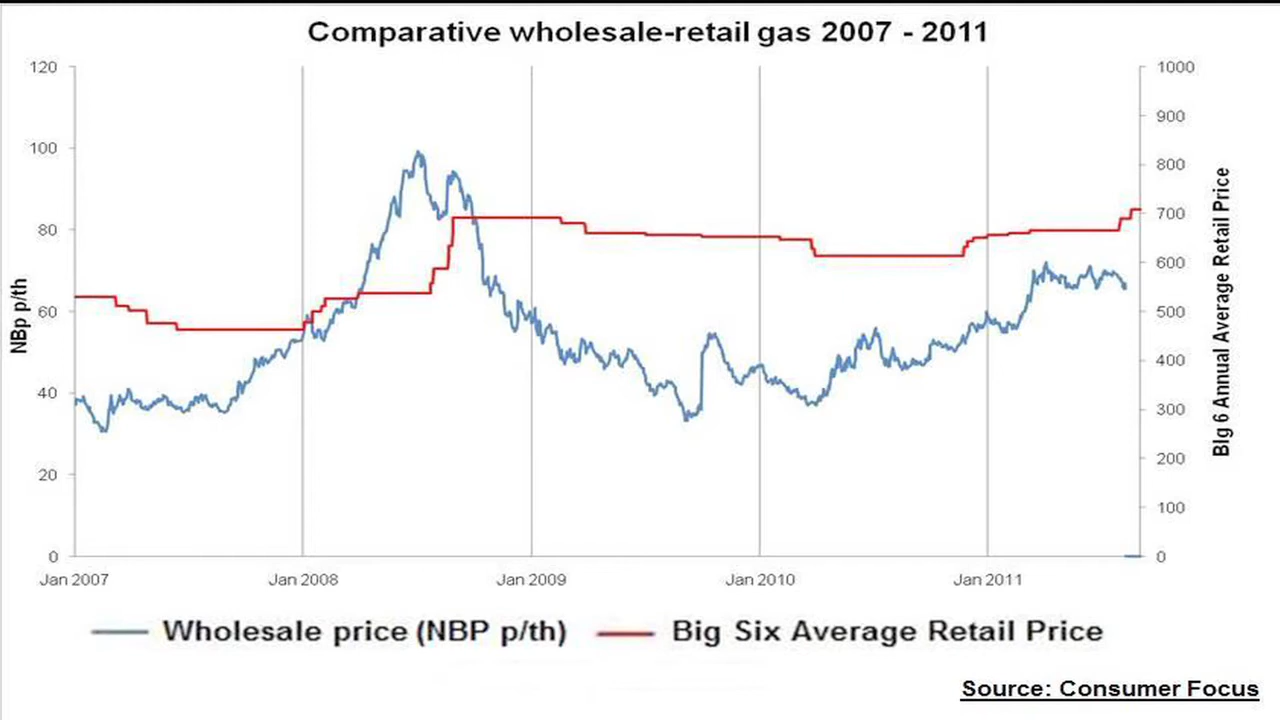 Comparative wholesale-retail gas 2007 - 2011
120
100
80
60
40
20
0
NBp p/th
1000
900
800
700
600
500
400
300
200
100
0
BIg 6 Annual Average Retail Price
Jan 2007
Jan 2008
Jan 2009
Jan 2010
Jan 2011
Wholesale price (NBP p/th)
Big Six Average Retail Price
Source: Consumer Focus